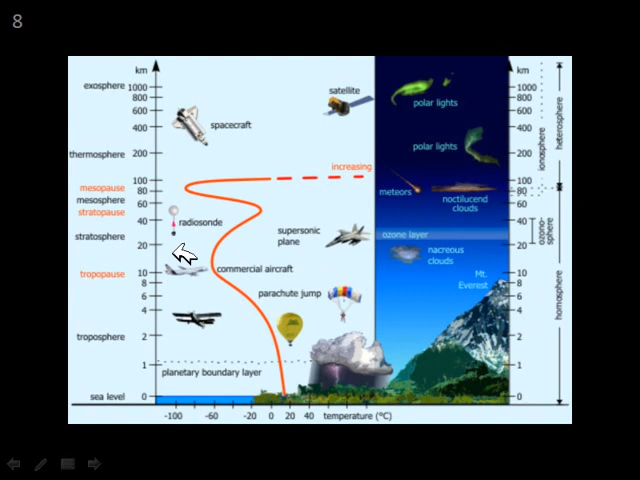 8
km
km
exosphere
1000
800
600
400
200
100
80
60
40
20
10
8
6
4
2
1
0
thermosphere
mesopause
mesosphere
stratopause
stratosphere
tropopause
troposphere
sea level
satellite
spacecraft
increasing
radiosonde
supersonic
plane
commercial aircraft
parachute jump
planetary boundary layer
polar lights
polar lights
meteors
noctilucent
clouds
ozone layer
nacreous
clouds
Mt.
Everest
1000
800
600
400
200
100
80
60
40
20
10
8
6
4
2
1
0
ionosphere
heterosphere
ozono-
sphere
homosphere
-100 -60 -20 0 20 40 temperature (°C)